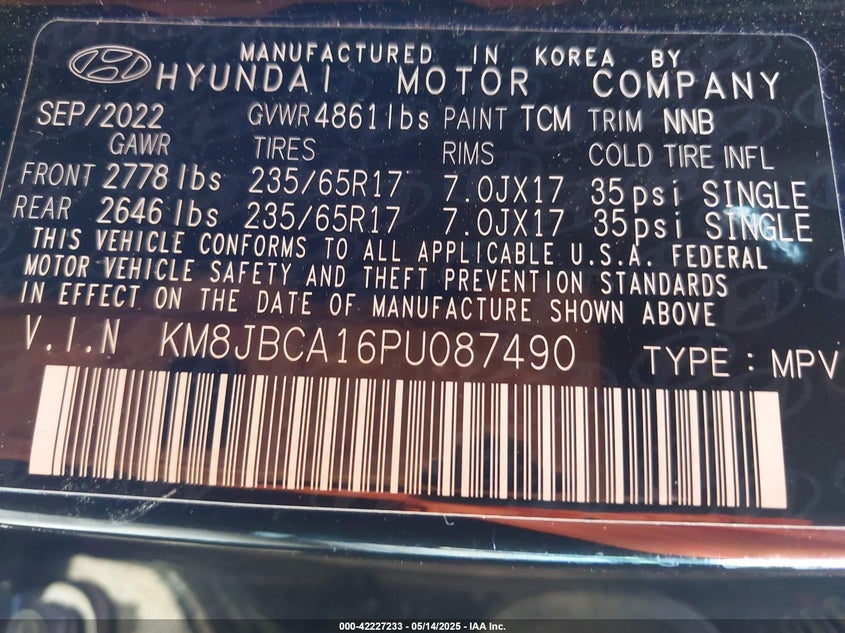 MANUFACTURED IN KOREA BY
HYUNDAI MOTOR COMPANY
SEP/2022 GVWR 4861lbs PAINT TCM TRIM NNB
GAWR TIRES RIMS COLD TIRE INFL
FRONT 2778 lbs 235/65R17 7.0JX17 35psi SINGLE
REAR 2646 lbs 235/65R17 7.0JX17 35psi SINGLE
THIS VEHICLE CONFORMS TO ALL APPLICABLE U.S.A. FEDERAL
MOTOR VEHICLE SAFETY AND THEFT PREVENTION STANDARDS
IN EFFECT ON THE DATE OF MANUFACTURE SHOWN ABOVE
V.I.N KM8JBCA16PU087490 TYPE : MPV
000-42227233 - 05/14/2025 - IAA Inc.